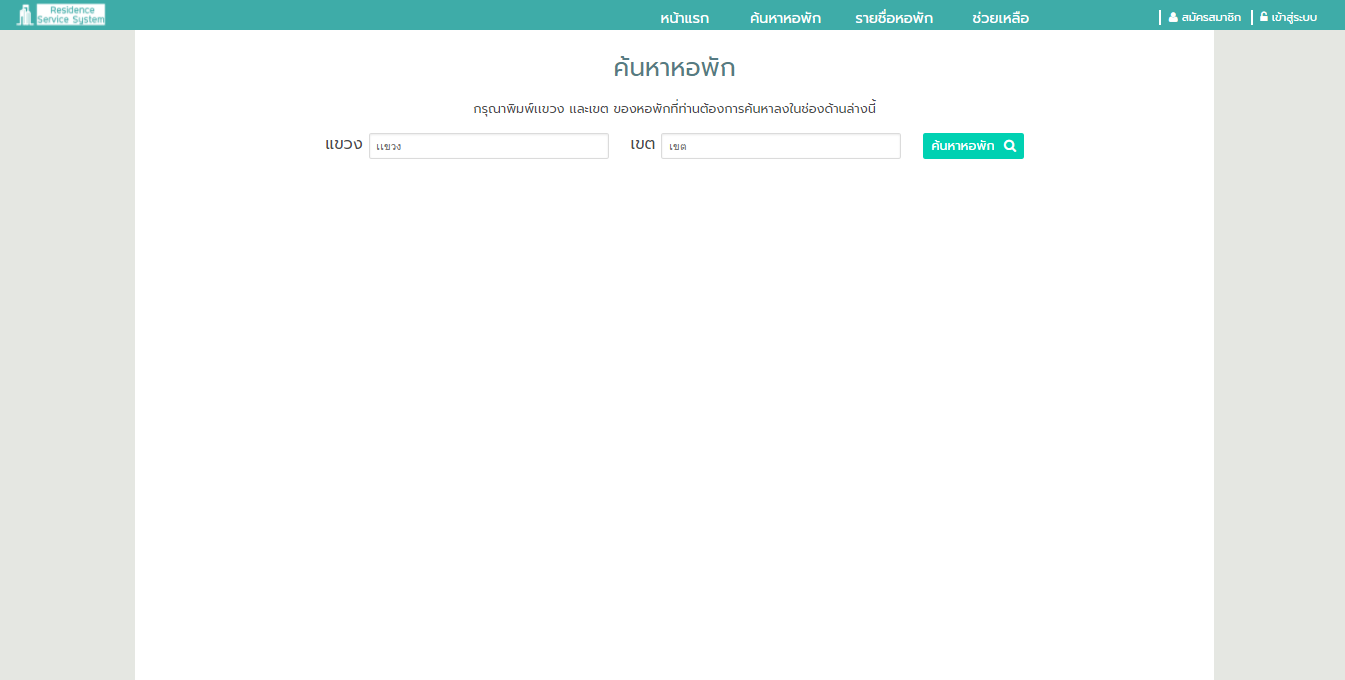 Residence
Service System
หน้าแรก ค้นหาหอพัก รายชื่อหอพัก ช่วยเหลือ สมัครสมาชิก เข้าสู่ระบบ
ค้นหาหอพัก
กรุณาพิมพ์แขวง และเขต ของหอพักที่ท่านต้องการค้นหาลงในช่องด้านล่างนี้
แขวง แขวง เขต เขต ค้นหาหอพัก